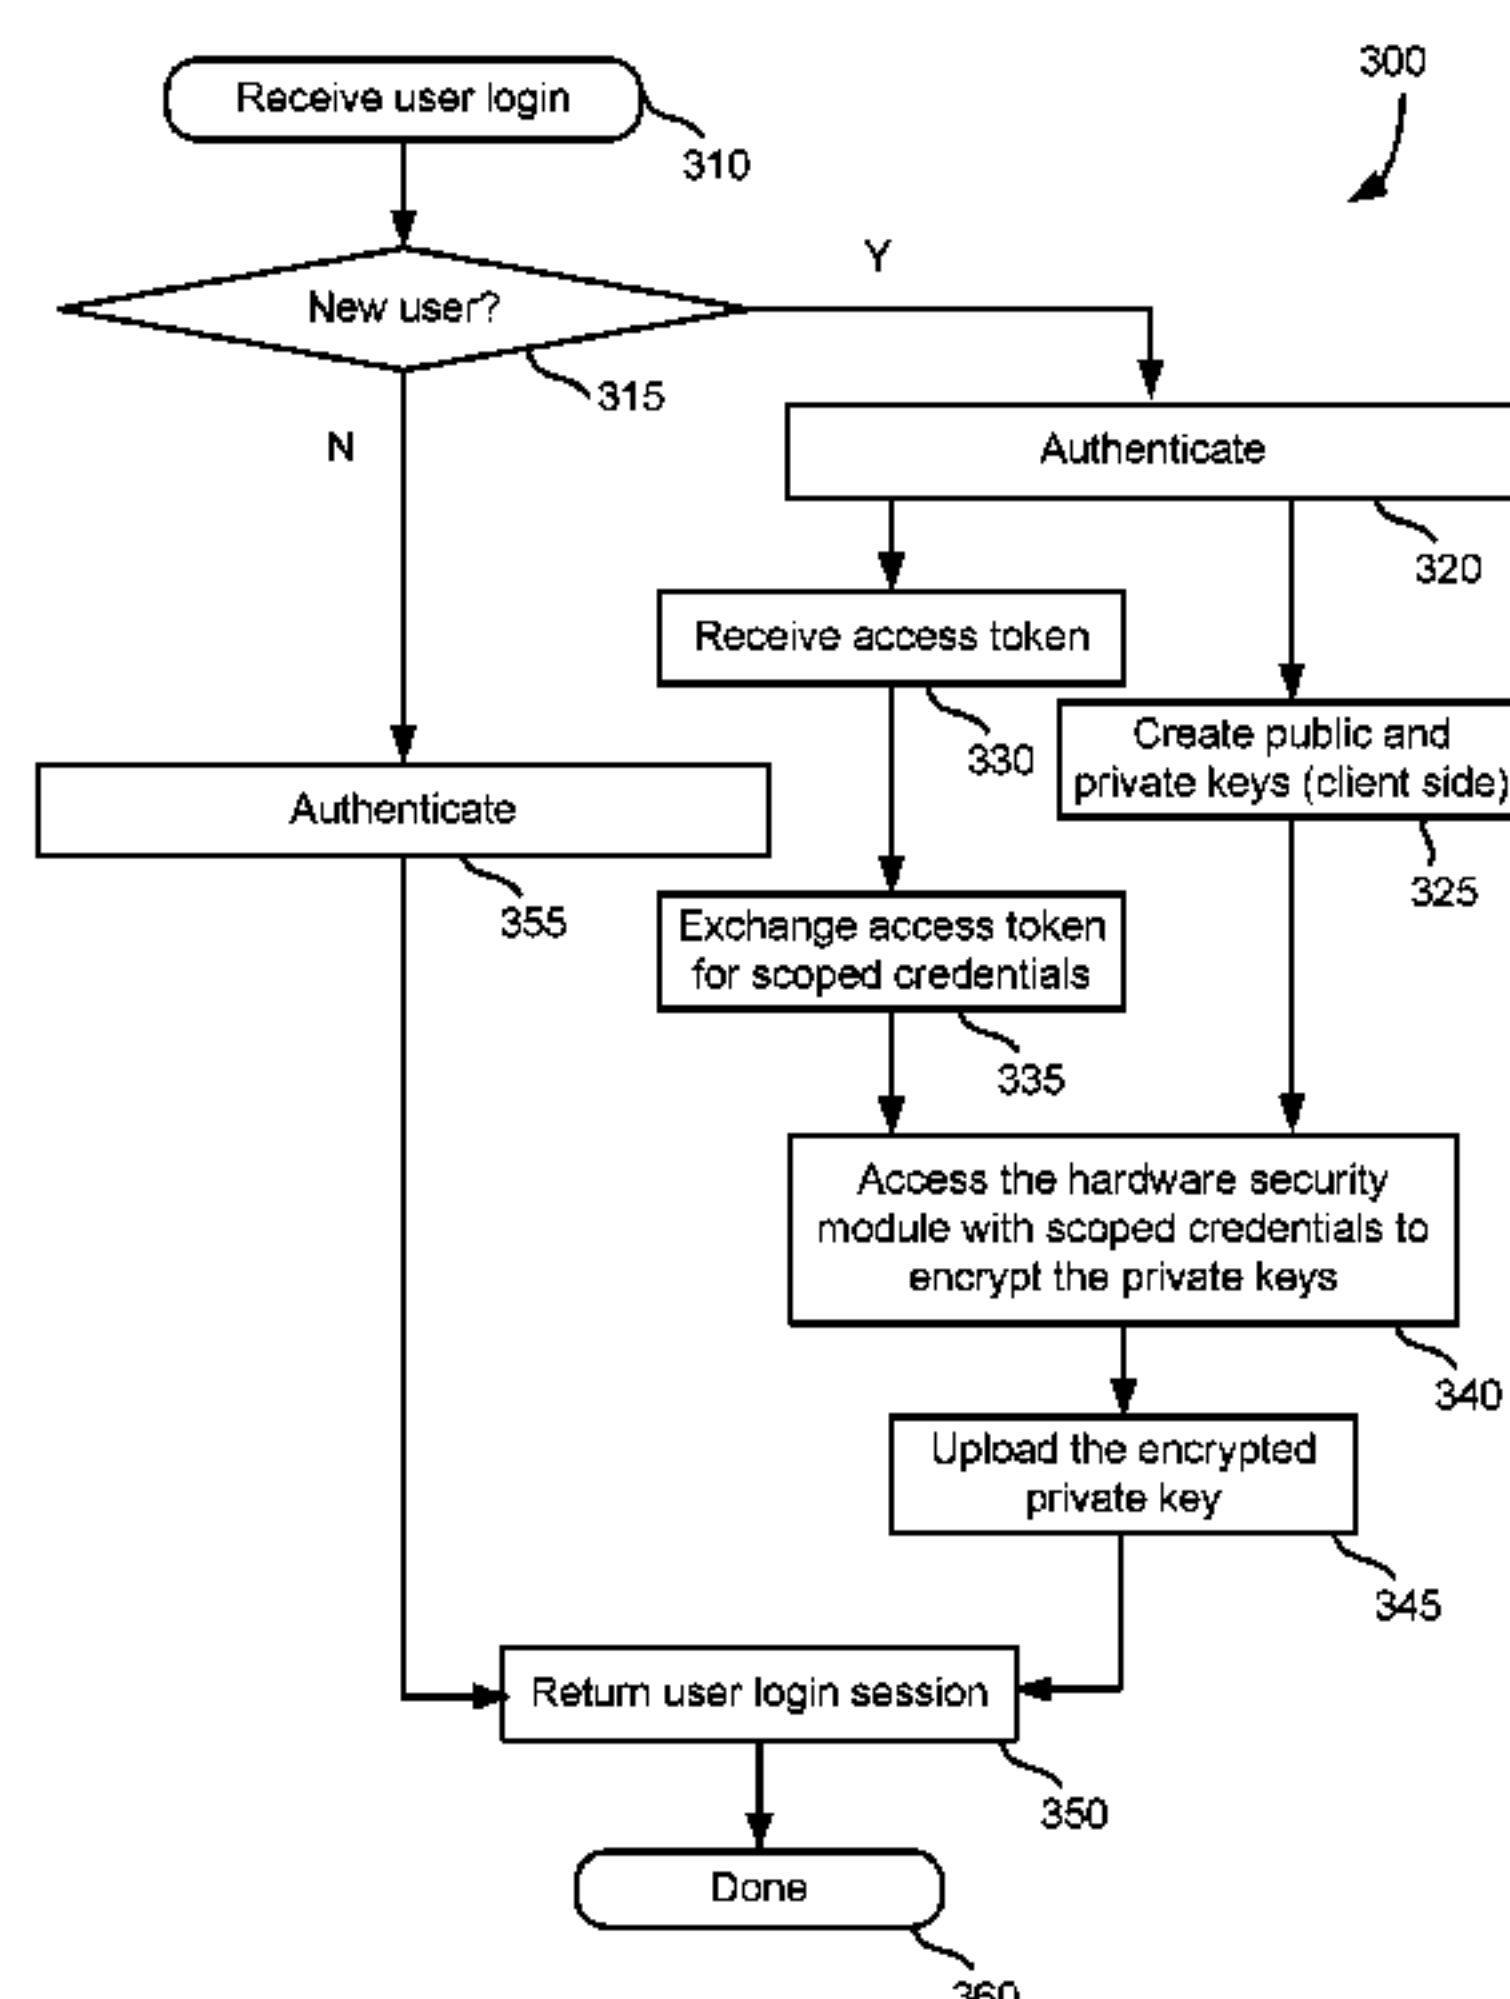 300
Receive user login
310
New user?
315
Y
N
Authenticate
320
Receive access token
330
Create public and
private keys (client side)
325
Authenticate
355
Exchange access token
for scoped credentials
335
Access the hardware security
module with scoped credentials to
encrypt the private keys
340
Upload the encrypted
private key
345
Return user login session
350
Done
360